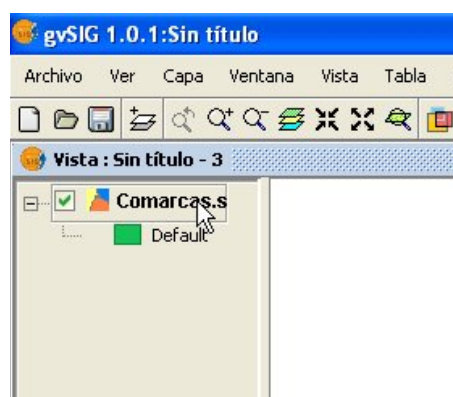 gvSIG 1.0.1:Sin título
Archivo Ver Capa Ventana Vista Tabla
Vista : Sin título - 3
Comarcas.s
Default